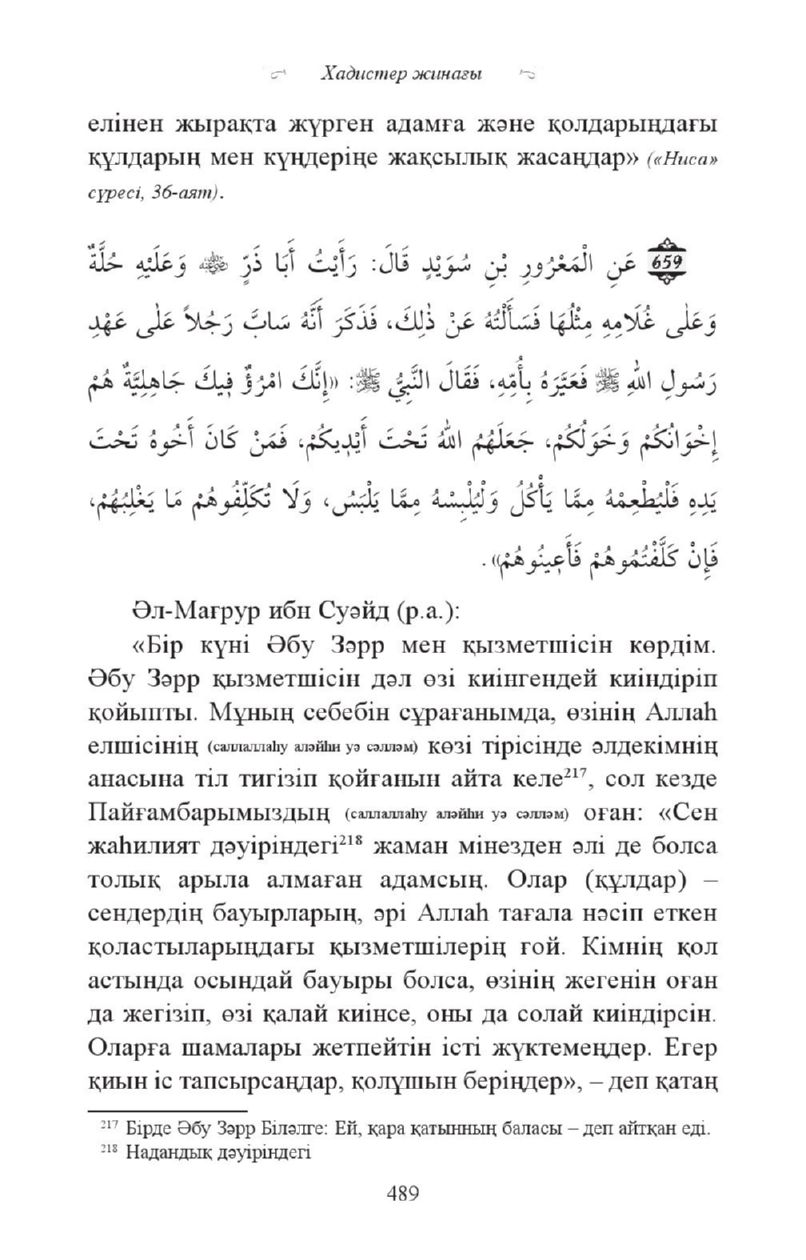 Хадистер жинағы
елінен жырақта жүрген адамға және қолдарыңдағы
құлдарың мен күңдеріңе жақсылық жасаңдар» («Ниса»
сүресі, 36-аят).
659 عَنِ الْمَعْرُورِ بْنِ سُوَيْدٍ قَالَ: رَأَيْتُ أَبَا ذَرٍّ ﷺ وَعَلَيْهِ حُلَّةٌ
وَعَلٰى غُلَامِهِ مِثْلُهَا فَسَأَلْتُهُ عَنْ ذٰلِكَ، فَذَكَرَ أَنَّهُ سَابَّ رَجُلاً عَلٰى عَهْدِ
رَسُولِ اللهِ ﷺ فَعَيَّرَهُ بِأُمِّهِ، فَقَالَ النَّبِيُّ ﷺ: «إِنَّكَ امْرُؤٌ فِيكَ جَاهِلِيَّةٌ هُمْ
إِخْوَانُكُمْ وَخَوَلُكُمْ، جَعَلَهُمُ اللهُ تَحْتَ أَيْدِيكُمْ، فَمَنْ كَانَ أَخُوهُ تَحْتَ
يَدِهِ فَلْيُطْعِمْهُ مِمَّا يَأْكُلُ وَلْيُلْبِسْهُ مِمَّا يَلْبَسُ، وَلَا تُكَلِّفُوهُمْ مَا يَغْلِبُهُمْ،
فَإِنْ كَلَّفْتُمُوهُمْ فَأَعِينُوهُمْ».
Әл-Мағрур ибн Суәйд (р.а.):
«Бір күні Әбу Зәрр мен қызметшісін көрдім.
Әбу Зәрр қызметшісін дәл өзі киінгендей киіндіріп
қойыпты. Мұның себебін сұрағанымда, өзінің Аллаһ
елшісінің (саллаллаһу аләйһи уә сәлләм) көзі тірісінде әлдекімнің
анасына тіл тигізіп қойғанын айта келе²¹⁷, сол кезде
Пайғамбарымыздың (саллаллаһу аләйһи уә сәлләм) оған: «Сен
жаһилият дәуіріндегі²¹⁸ жаман мінезден әлі де болса
толық арыла алмаған адамсың. Олар (құлдар) –
сендердің бауырларың, әрі Аллаһ тағала нәсіп еткен
қоластыларыңдағы қызметшілерің ғой. Кімнің қол
астында осындай бауыры болса, өзінің жегенін оған
да жегізіп, өзі қалай киінсе, оны да солай киіндірсін.
Оларға шамалары жетпейтін істі жүктемеңдер. Егер
қиын іс тапсырсаңдар, қолұшын беріңдер», – деп қатаң
²¹⁷ Бірде Әбу Зәрр Біләлге: Ей, қара қатынның баласы – деп айтқан еді.
²¹⁸ Надандық дәуіріндегі
489